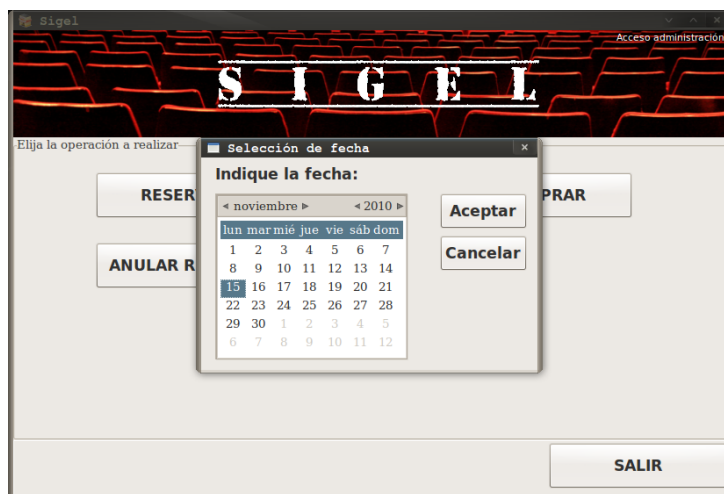 Sigel
Acceso administración
SIGEL
Elija la operación a realizar
Selección de fecha
Indique la fecha:
noviembre 2010
lun mar mié jue vie sáb dom
1 2 3 4 5 6 7
8 9 10 11 12 13 14
15 16 17 18 19 20 21
22 23 24 25 26 27 28
29 30 1 2 3 4 5
6 7 8 9 10 11 12
Aceptar
Cancelar
RESER
PRAR
ANULAR R
SALIR